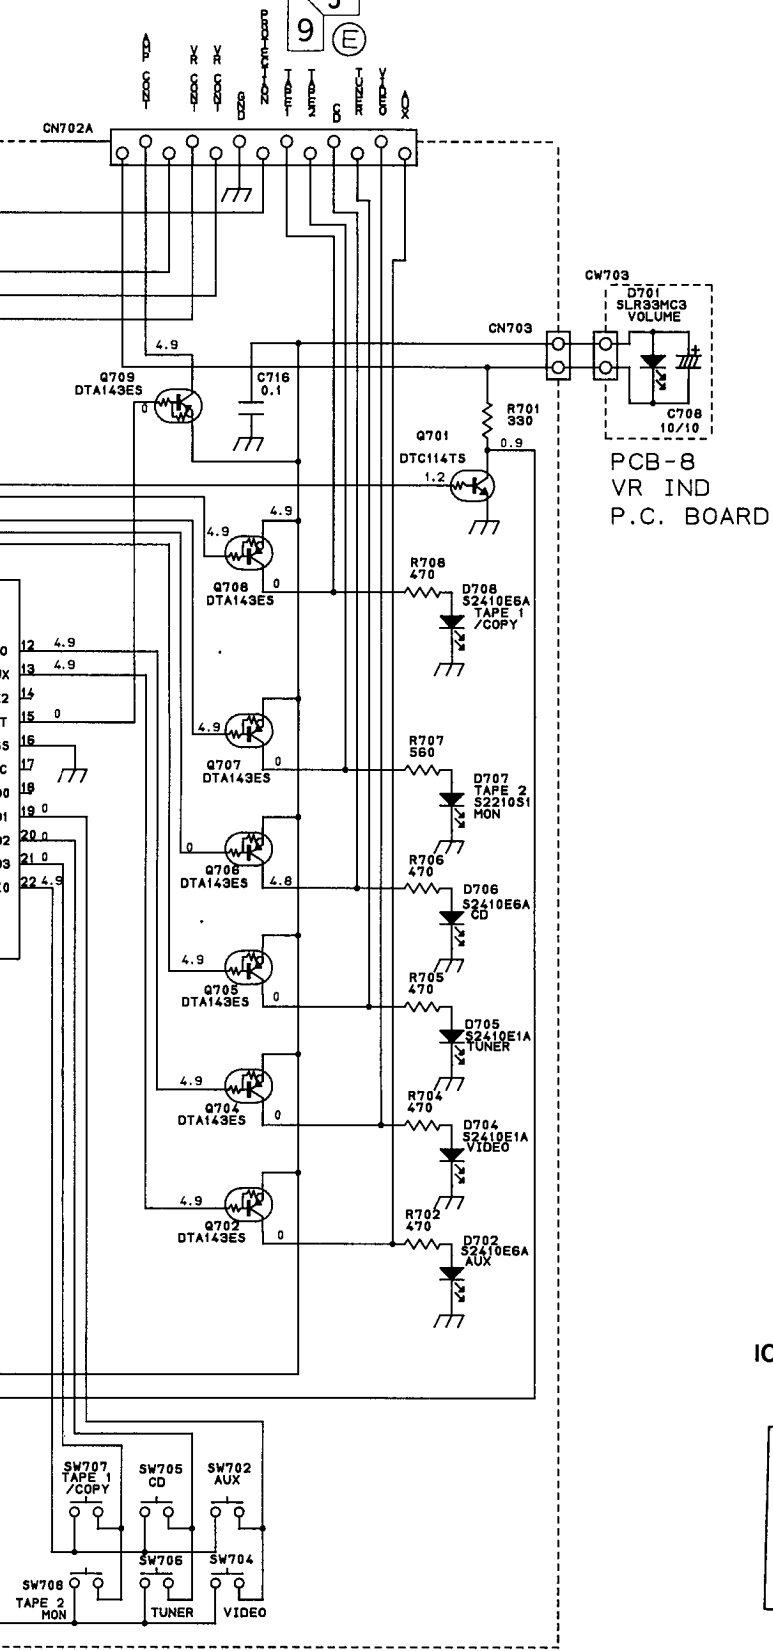 9
E
AMP CONT
VR CONT
VR CONT
GND
PROTECTION
TAPE1
TAPE2
CD
TUNER
VIDEO
AUX
CN702A
CW703
D701
SLR33MC3
VOLUME
CN703
4.9
Q709
DTA143ES
0
C716
0.1
R701
330
C708
10/10
Q701
DTC114TS
0.9
1.2
PCB-8
VR IND
P.C. BOARD
4.9
4.9
Q708
DTA143ES
0
R708
470
D708
S2410E6A
TAPE 1
/COPY
12 4.9
13 4.9
14
15 0
16
17
18
19 0
20 0
21 0
22 4.9
4.9
Q707
DTA143ES
0
R707
560
D707
TAPE 2
S2210S1
MON
0
Q706
DTA143ES
4.8
R706
470
D706
S2410E6A
CD
4.9
Q705
DTA143ES
0
R705
470
D705
S2410E1A
TUNER
4.9
Q704
DTA143ES
0
R704
470
D704
S2410E1A
VIDEO
4.9
Q702
DTA143ES
0
R702
470
D702
S2410E6A
AUX
IC
SW707
TAPE 1
/COPY
SW705
CD
SW702
AUX
SW706
SW704
SW708
TAPE 2
MON
TUNER
VIDEO